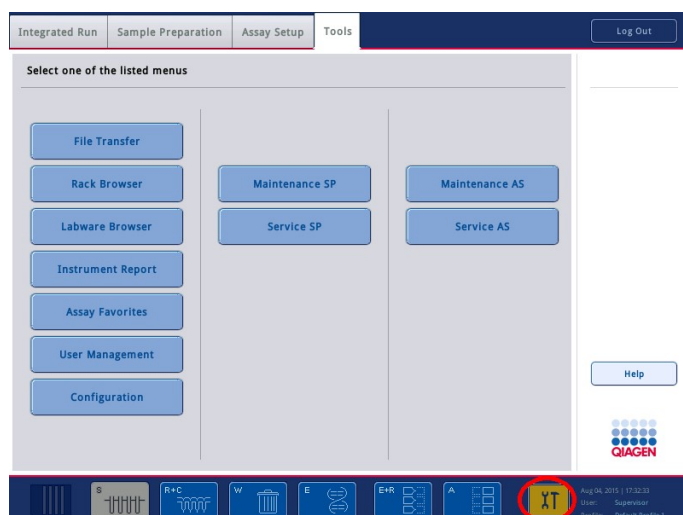 Integrated Run
Sample Preparation
Assay Setup
Tools
Log Out
Select one of the listed menus
File Transfer
Rack Browser
Maintenance SP
Maintenance AS
Labware Browser
Service SP
Service AS
Instrument Report
Assay Favorites
User Management
Configuration
Help
QIAGEN
S
R+C
W
E
E+R
A
Aug 04, 2015 | 17:32:33
User: Supervisor